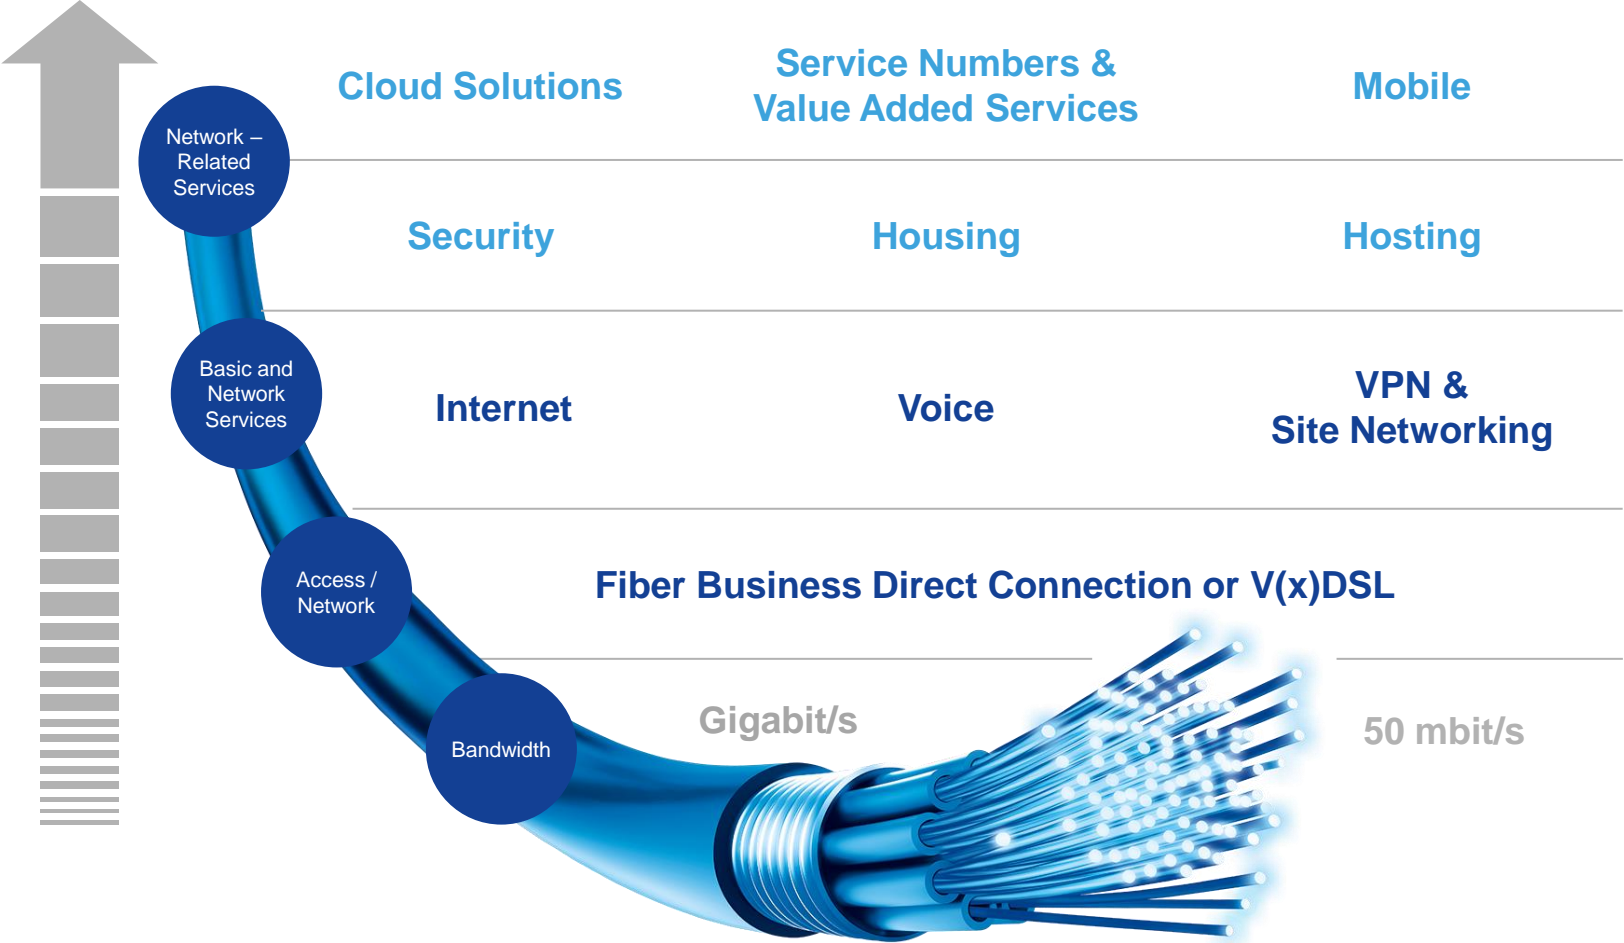 Cloud Solutions
Service Numbers &
Value Added Services
Mobile
Network –
Related
Services
Security
Housing
Hosting
Basic and
Network
Services
Internet
Voice
VPN &
Site Networking
Access /
Network
Fiber Business Direct Connection or V(x)DSL
Bandwidth
Gigabit/s
50 mbit/s